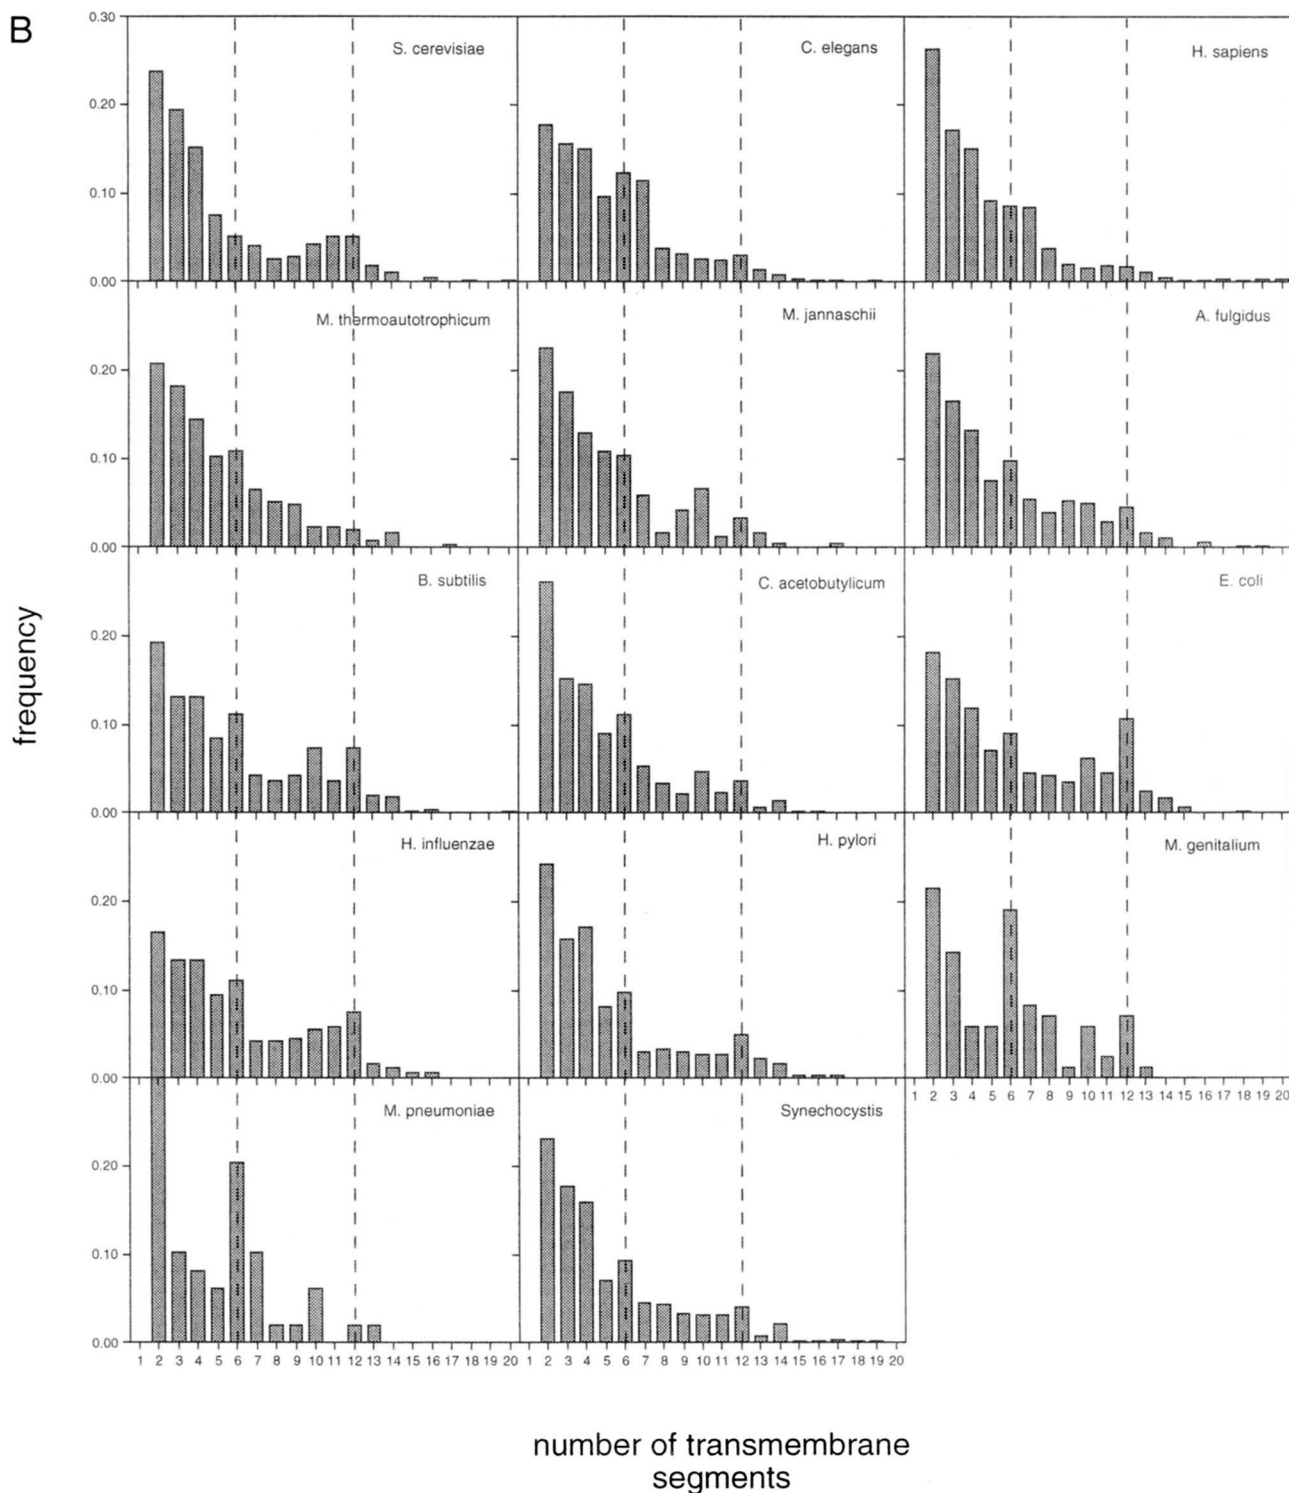 B
0.30
S. cerevisiae
C. elegans
H. sapiens
0.20
0.10
0.00
M. thermoautotrophicum
M. jannaschii
A. fulgidus
0.20
0.10
0.00
B. subtilis
C. acetobutylicum
E. coli
0.20
0.10
0.00
frequency
H. influenzae
H. pylori
M. genitalium
0.20
0.10
0.00
1 2 3 4 5 6 7 8 9 10 11 12 13 14 15 16 17 18 19 20
M. pneumoniae
Synechocystis
0.20
0.10
0.00
1 2 3 4 5 6 7 8 9 10 11 12 13 14 15 16 17 18 19 20
1 2 3 4 5 6 7 8 9 10 11 12 13 14 15 16 17 18 19 20
number of transmembrane
segments